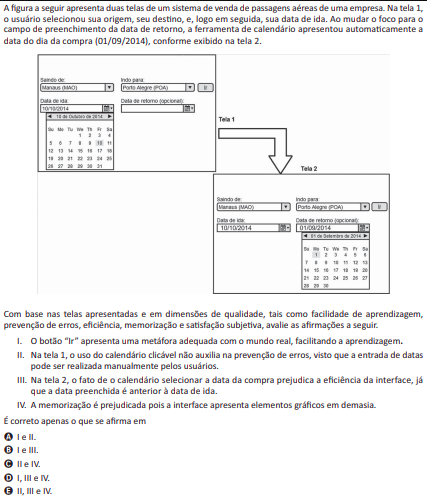 A figura a seguir apresenta duas telas de um sistema de venda de passagens aéreas de uma empresa. Na tela 1,
o usuário selecionou sua origem, seu destino, e, logo em seguida, sua data de ida. Ao mudar o foco para o
campo de preenchimento da data de retorno, a ferramenta de calendário apresentou automaticamente a
data do dia da compra (01/09/2014), conforme exibido na tela 2.
Saindo de: Indo para:
Manaus (MAO) Porto Alegre (POA) Ir
Data de ida: Data de retorno (opcional):
10/10/2014
10 de Outubro de 2014
Su Mo Tu We Th Fr Sa
1 2 3 4
5 6 7 8 9 10 11
12 13 14 15 16 17 18
19 20 21 22 23 24 25
26 27 28 29 30 31
Tela 1
Tela 2
Saindo de: Indo para:
Manaus (MAO) Porto Alegre (POA) Ir
Data de ida: Data de retorno (opcional):
10/10/2014 01/09/2014
01 de Setembro de 2014
Su Mo Tu We Th Fr Sa
1 2 3 4 5 6
7 8 9 10 11 12 13
14 15 16 17 18 19 20
21 22 23 24 25 26 27
28 29 30
Com base nas telas apresentadas e em dimensões de qualidade, tais como facilidade de aprendizagem,
prevenção de erros, eficiência, memorização e satisfação subjetiva, avalie as afirmações a seguir.
I. O botão “Ir” apresenta uma metáfora adequada com o mundo real, facilitando a aprendizagem.
II. Na tela 1, o uso do calendário clicável não auxilia na prevenção de erros, visto que a entrada de datas
pode ser realizada manualmente pelos usuários.
III. Na tela 2, o fato de o calendário selecionar a data da compra prejudica a eficiência da interface, já
que a data preenchida é anterior à data de ida.
IV. A memorização é prejudicada pois a interface apresenta elementos gráficos em demasia.
É correto apenas o que se afirma em
A I e II.
B I e III.
C II e IV.
D I, III e IV.
E II, III e IV.